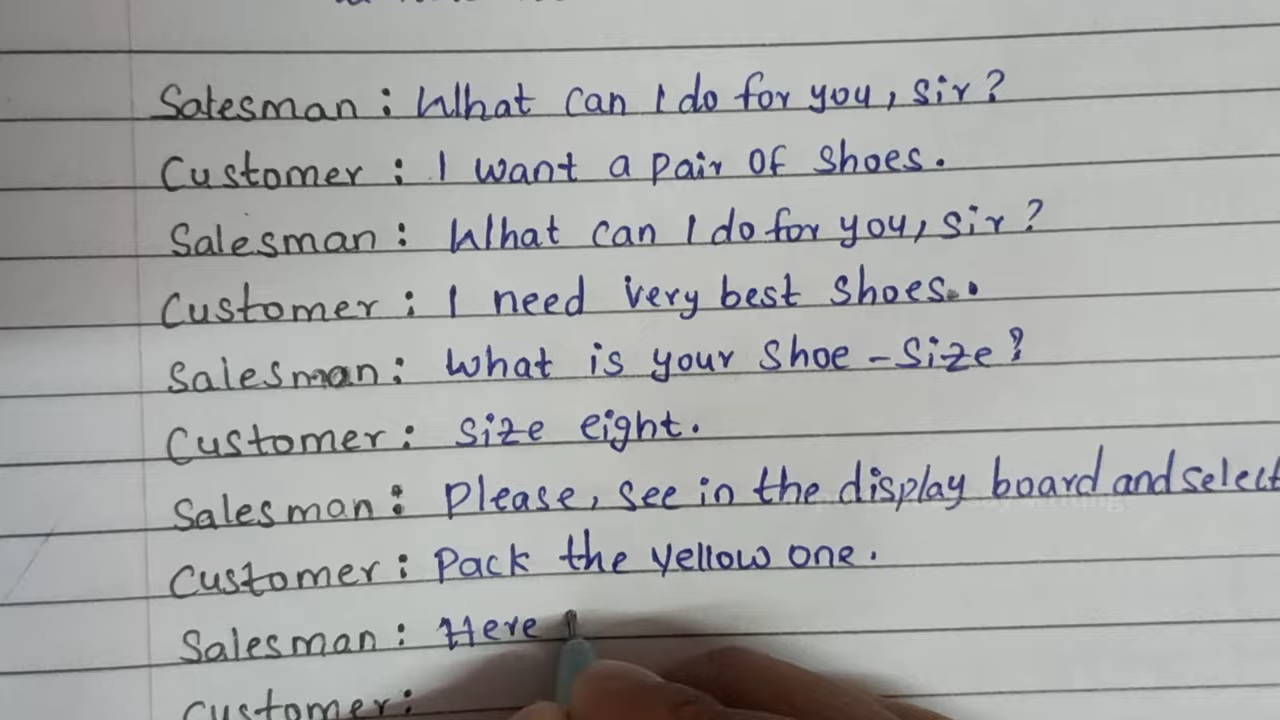 Salesman : What can I do for you, sir?
Customer : I want a pair of shoes.
Salesman : What can I do for you, sir?
Customer : I need very best shoes..
Salesman : What is your shoe-size?
Customer : Size eight.
Salesman : Please, see in the display board and select
Customer : Pack the yellow one.
Salesman : Here
Customer :